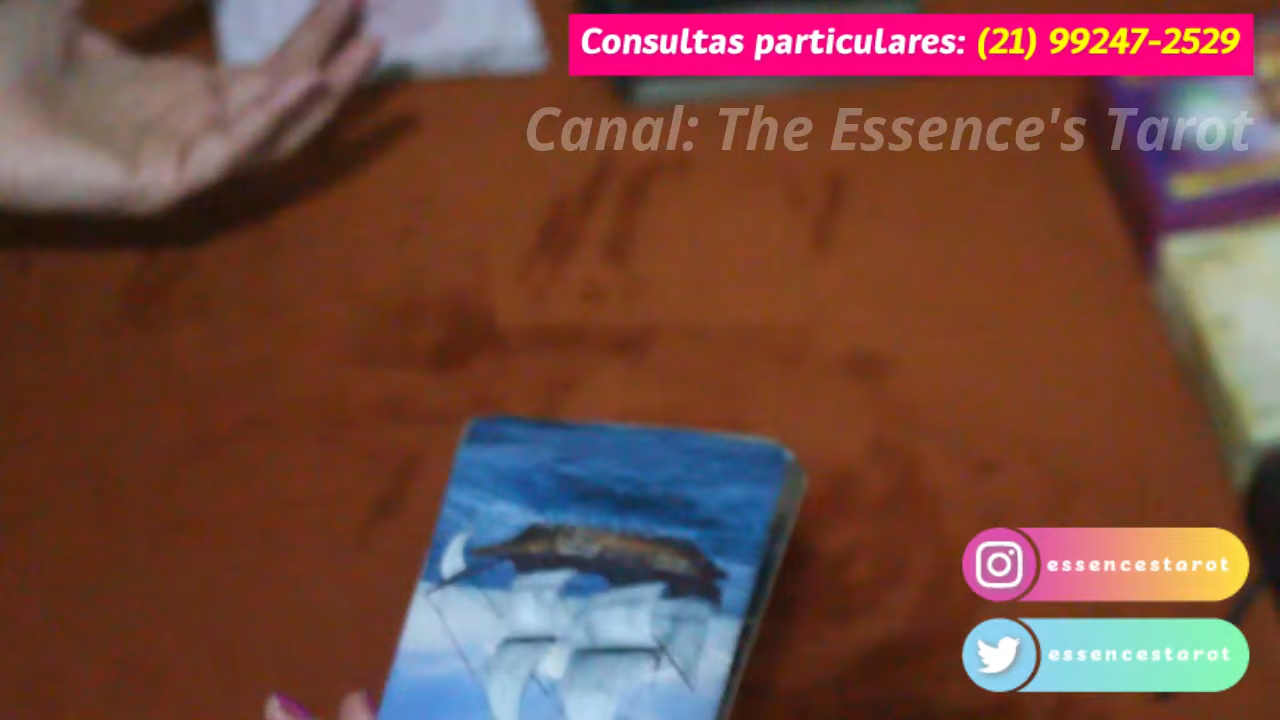 Consultas particulares: (21) 99247-2529
Canal: The Essence's Tarot
essencestarot
essencestarot